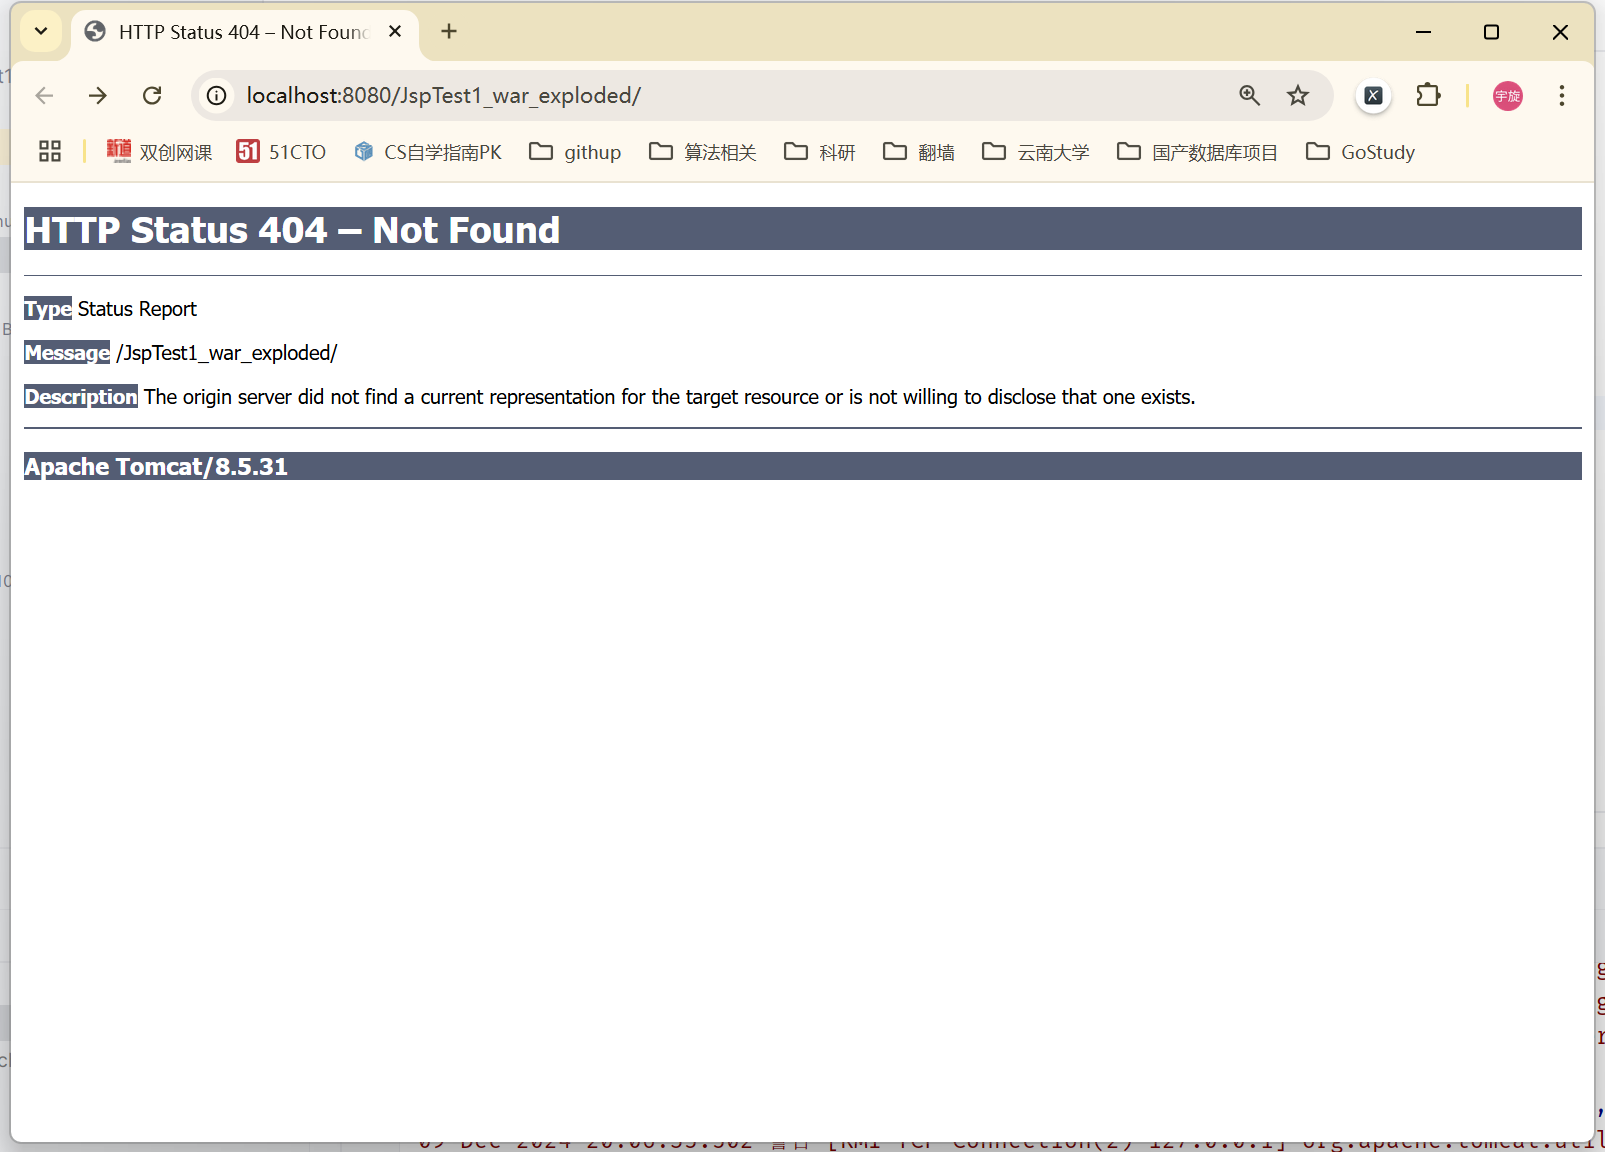 HTTP Status 404 – Not Found
localhost:8080/JspTest1_war_exploded/
宇旋
双创网课 51CTO CS自学指南PK githup 算法相关 科研 翻墙 云南大学 国产数据库项目 GoStudy
HTTP Status 404 – Not Found
Type Status Report
Message /JspTest1_war_exploded/
Description The origin server did not find a current representation for the target resource or is not willing to disclose that one exists.
Apache Tomcat/8.5.31